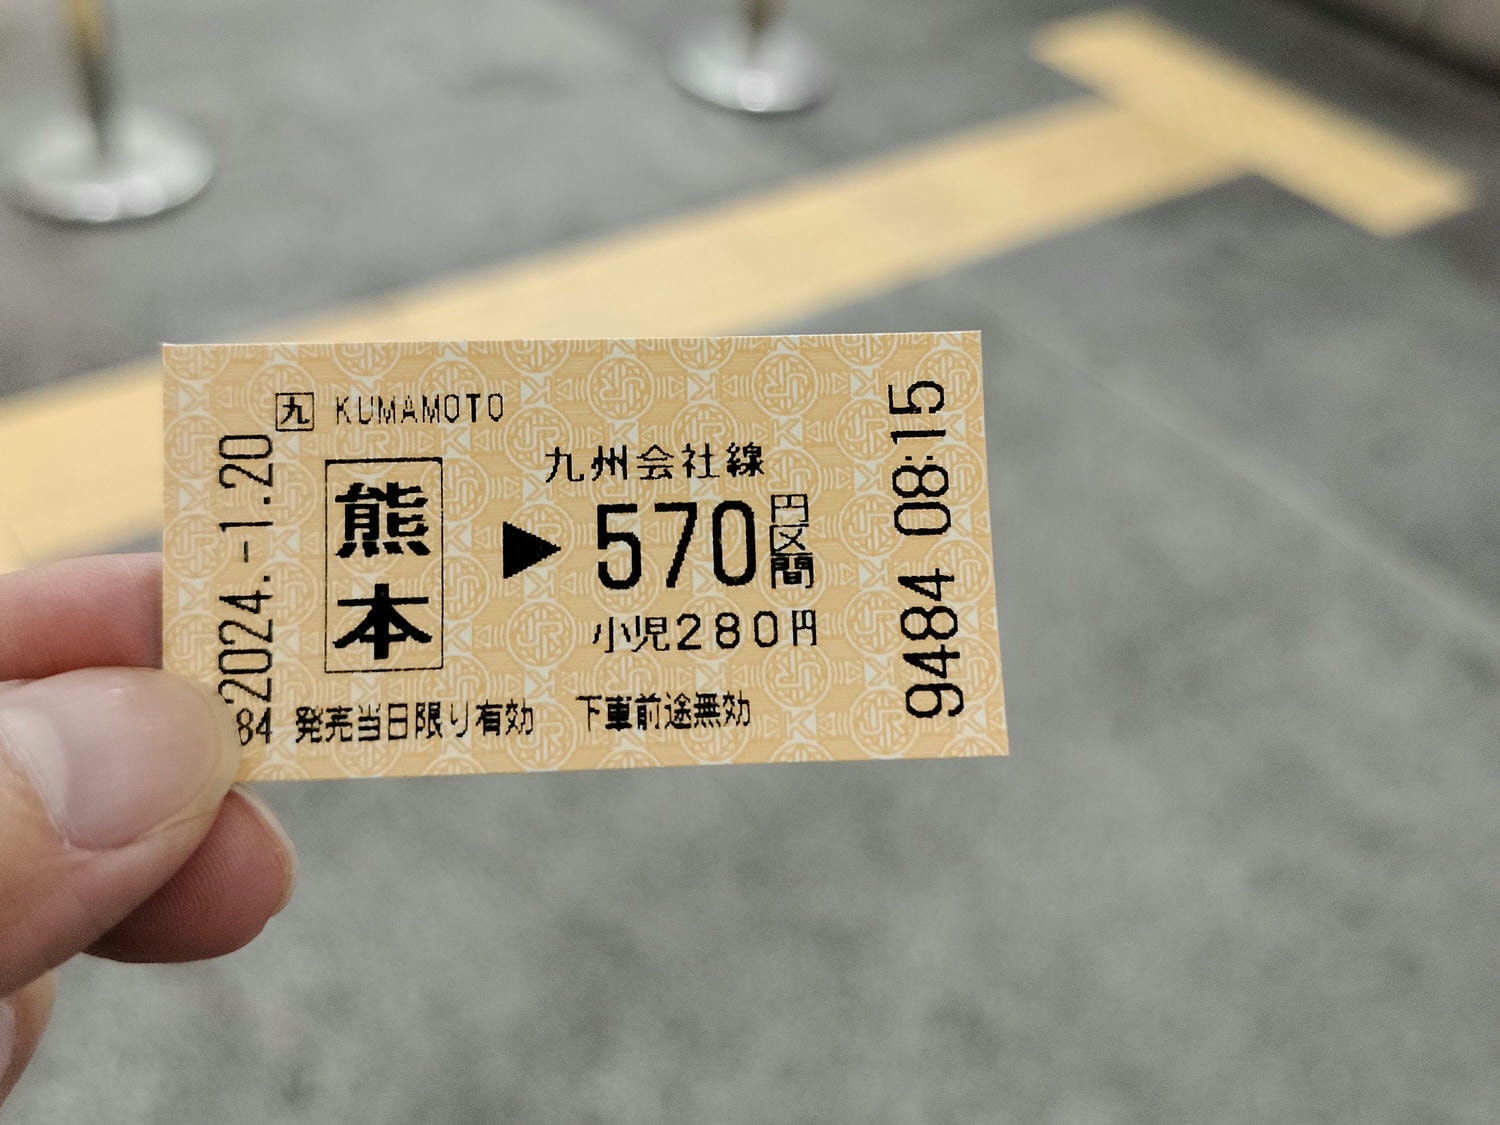 九 KUMAMOTO
2024.-1.20
熊本
▶
九州会社線
570円区間
小児280円
9484 08:15
84 発売当日限り有効 下車前途無効